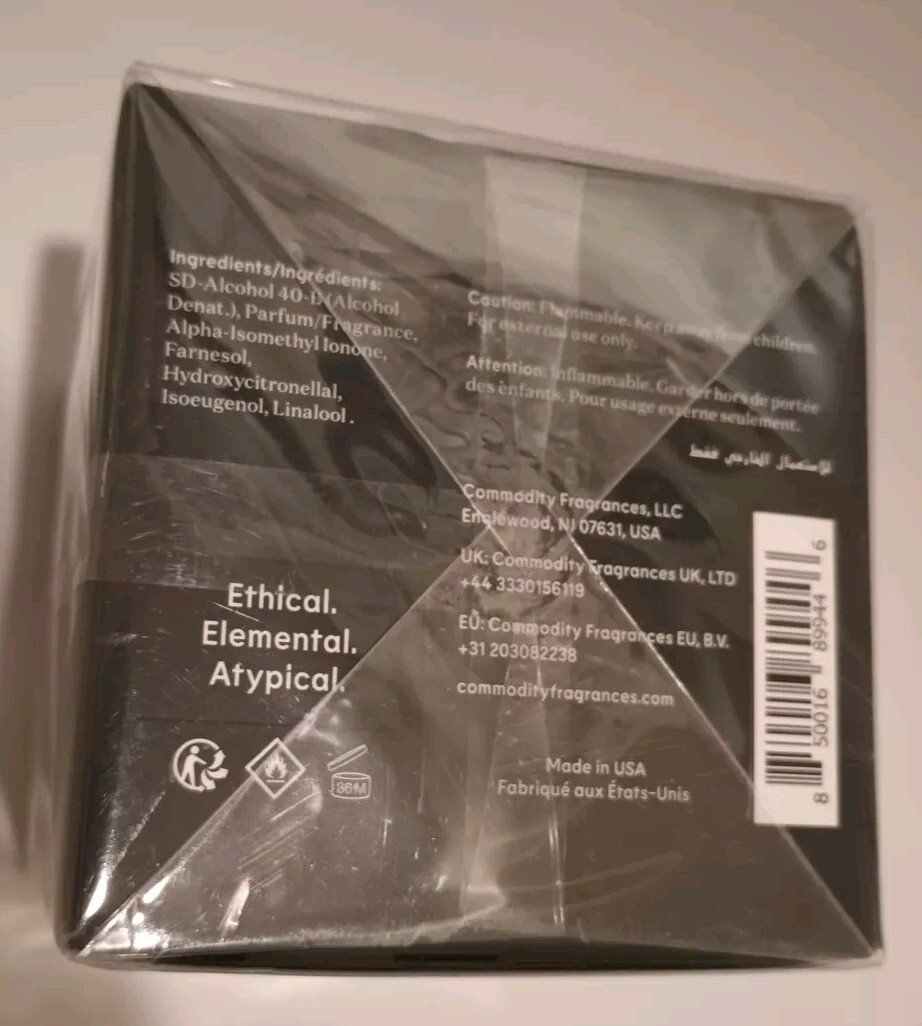 Ingredients/Ingrédients:
SD-Alcohol 40-B (Alcohol
Denat.), Parfum/Fragrance,
Alpha-Isomethyl Ionone,
Farnesol,
Hydroxycitronellal,
Isoeugenol, Linalool.
Ethical.
Elemental.
Atypical.
36M
Caution: Flammable. Keep away from children.
For external use only.
Attention: Inflammable. Garder hors de portée
des enfants. Pour usage externe seulement.
للإستعمال الخارجي فقط
Commodity Fragrances, LLC
Englewood, NJ 07631, USA
UK: Commodity Fragrances UK, LTD
+44 3330156119
EU: Commodity Fragrances EU, B.V.
+31 203082238
commodityfragrances.com
Made in USA
Fabriqué aux États-Unis
8 50016 89944 6